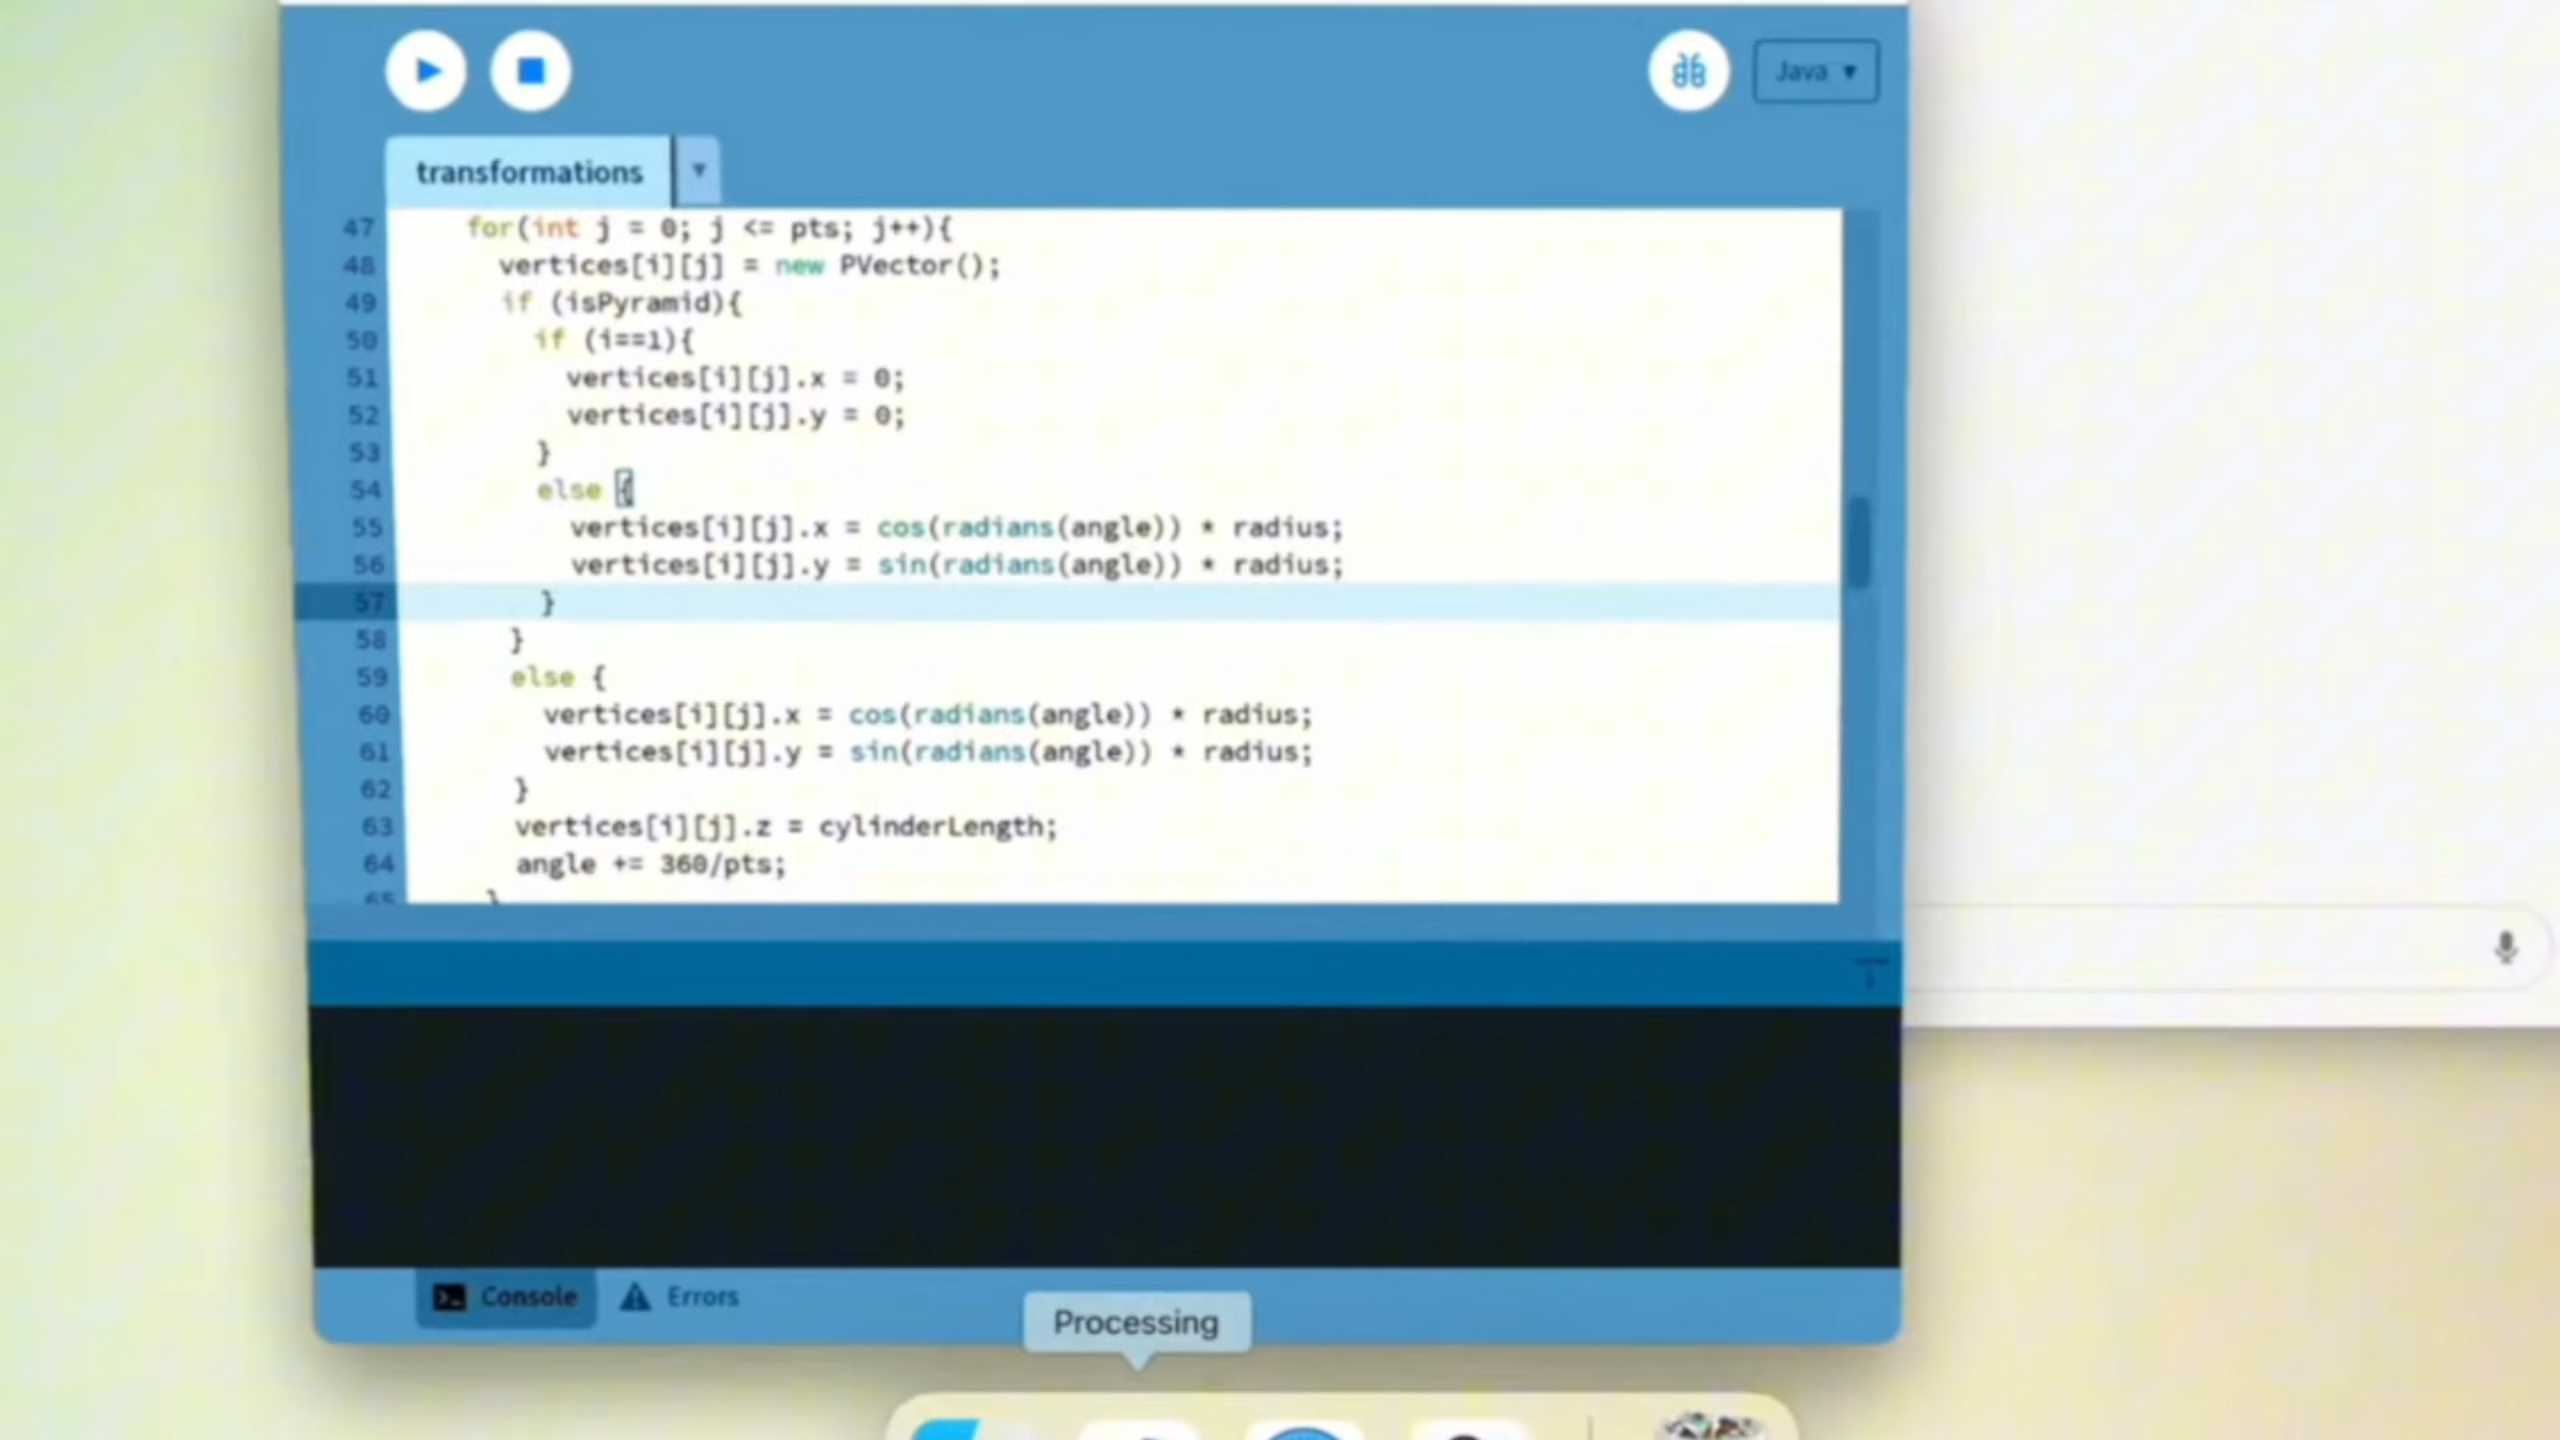 Java ▾
transformations ▾
47 for(int j = 0; j <= pts; j++){
48 vertices[i][j] = new PVector();
49 if (isPyramid){
50 if (i==1){
51 vertices[i][j].x = 0;
52 vertices[i][j].y = 0;
53 }
54 else {
55 vertices[i][j].x = cos(radians(angle)) * radius;
56 vertices[i][j].y = sin(radians(angle)) * radius;
57 }
58 }
59 else {
60 vertices[i][j].x = cos(radians(angle)) * radius;
61 vertices[i][j].y = sin(radians(angle)) * radius;
62 }
63 vertices[i][j].z = cylinderLength;
64 angle += 360/pts;
65 }
Console Errors
Processing